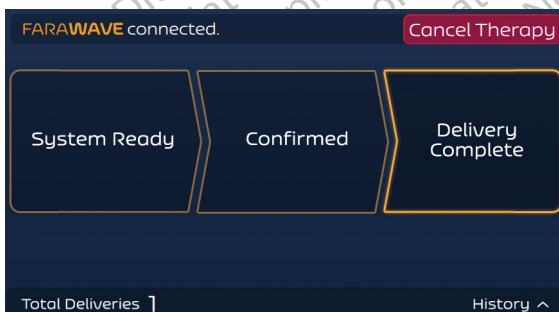 FARAWAVE connected.
Cancel Therapy
System Ready
Confirmed
Delivery
Complete
Total Deliveries 1
History